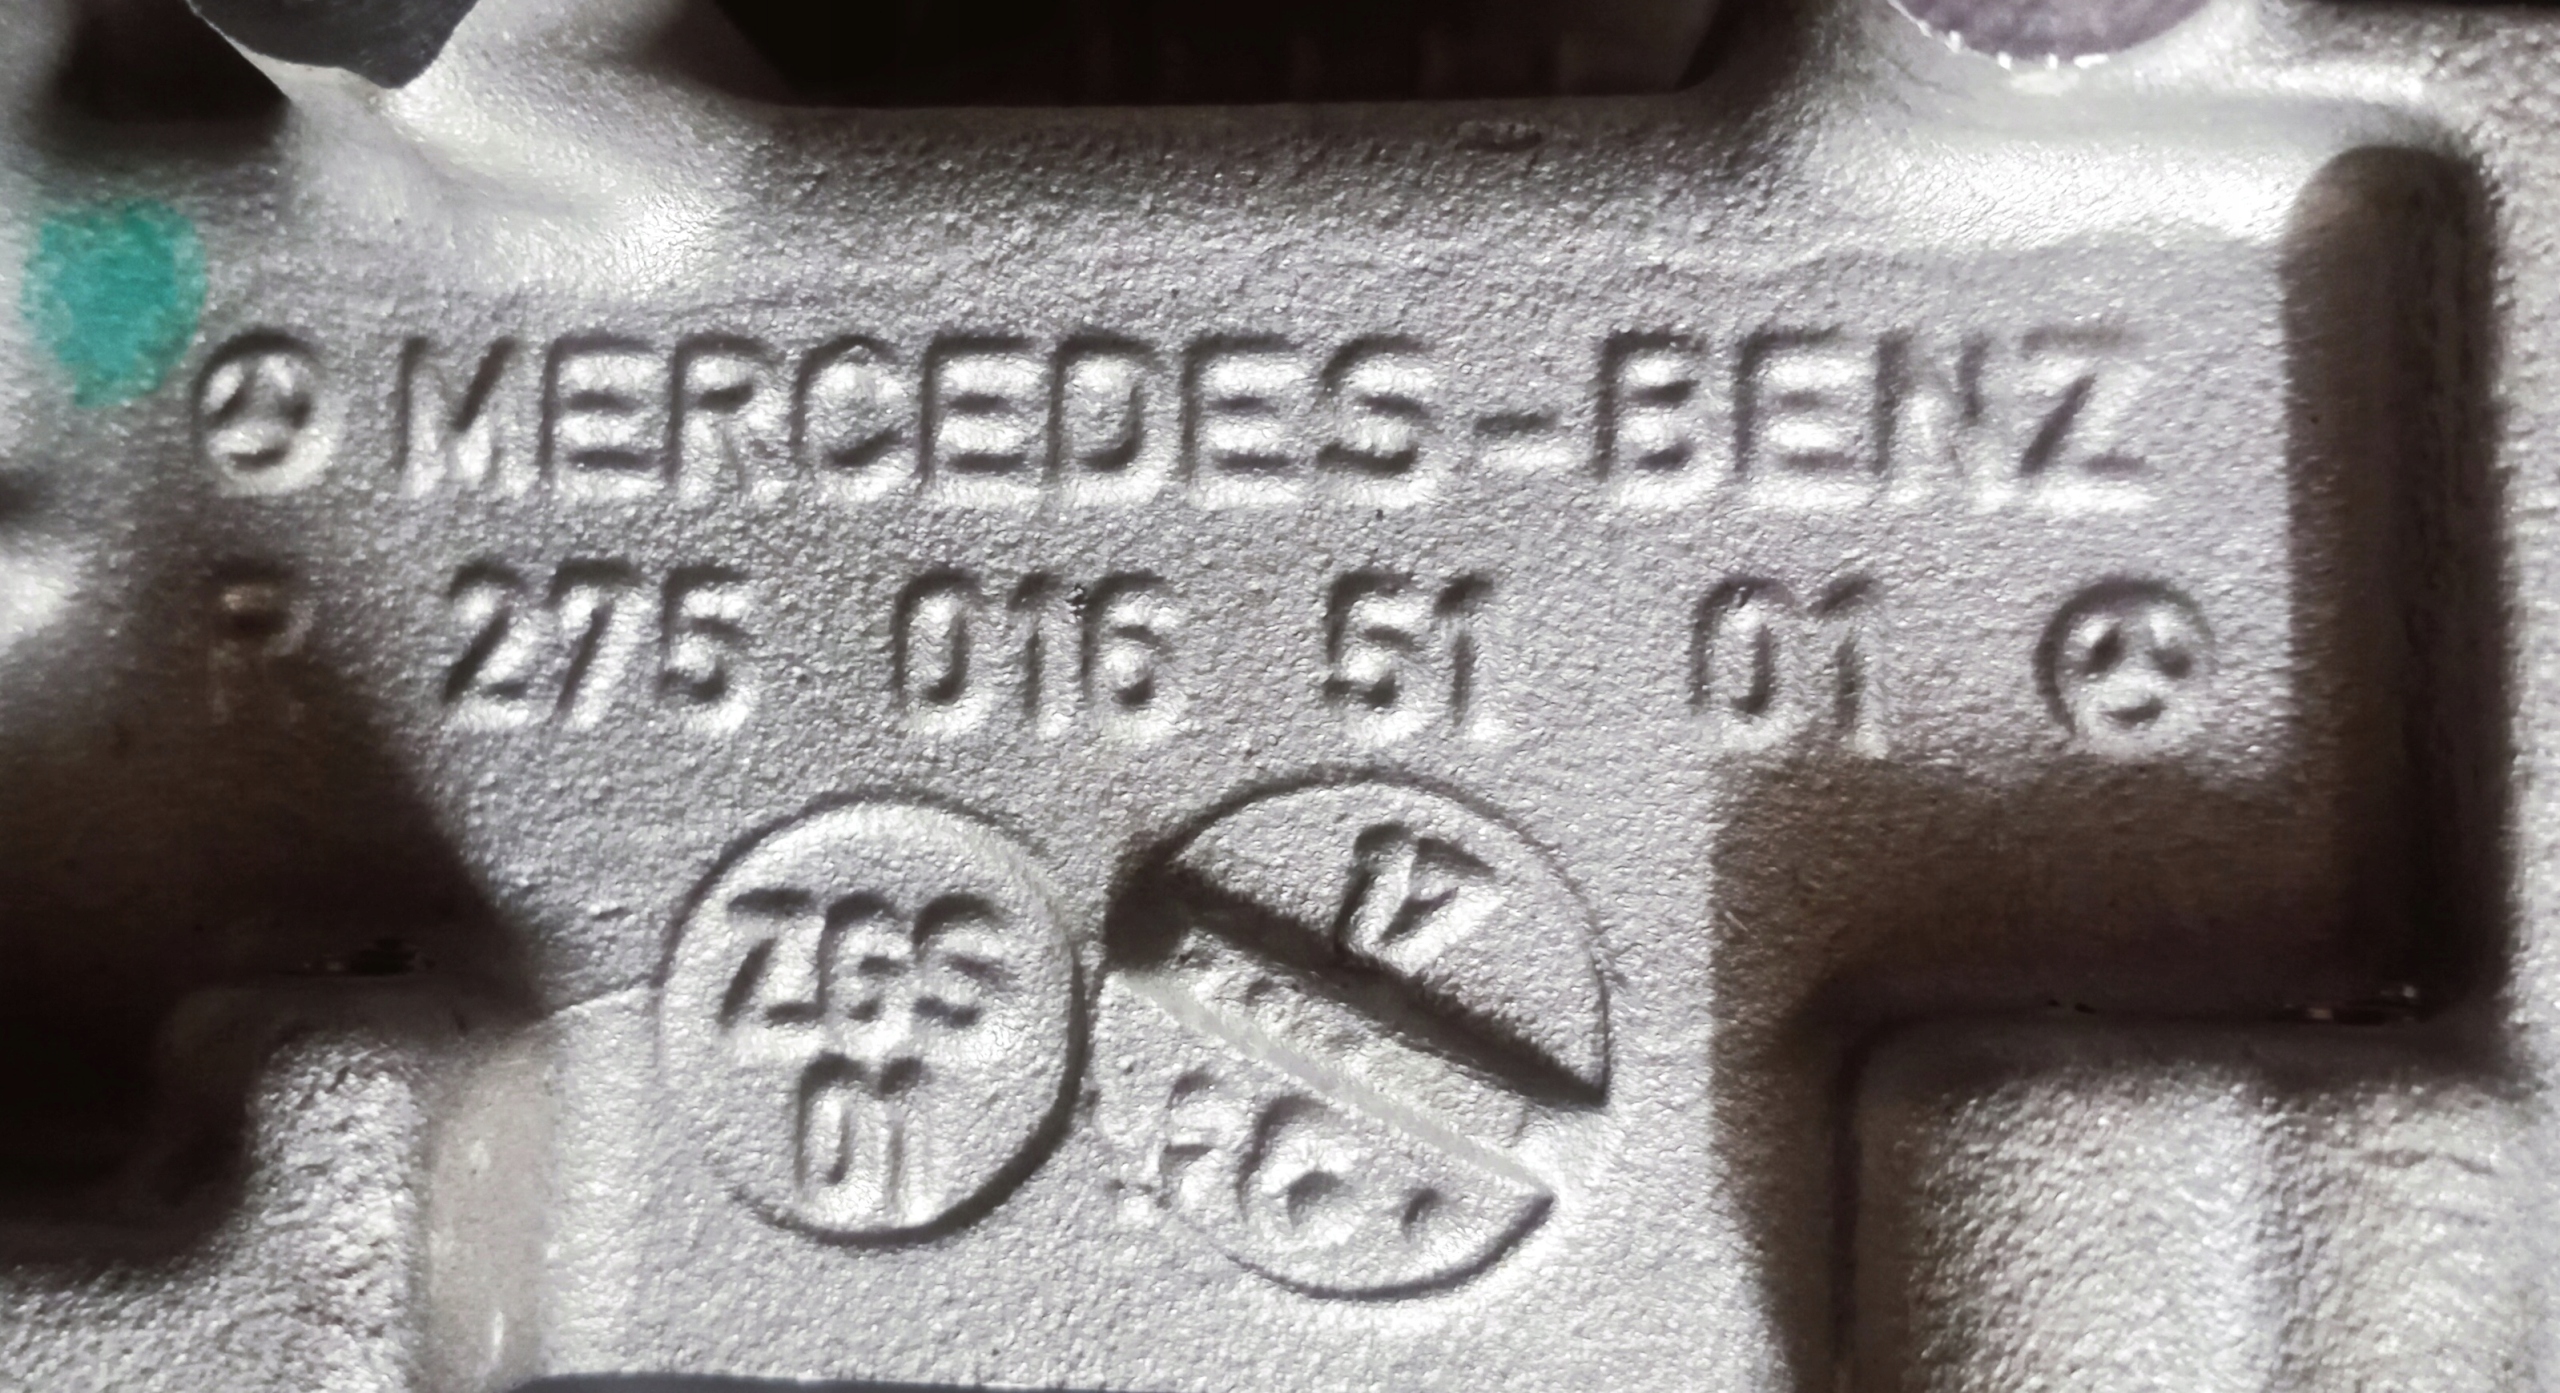 MERCEDES-BENZ
R 275 016 51 01
ZGS
01